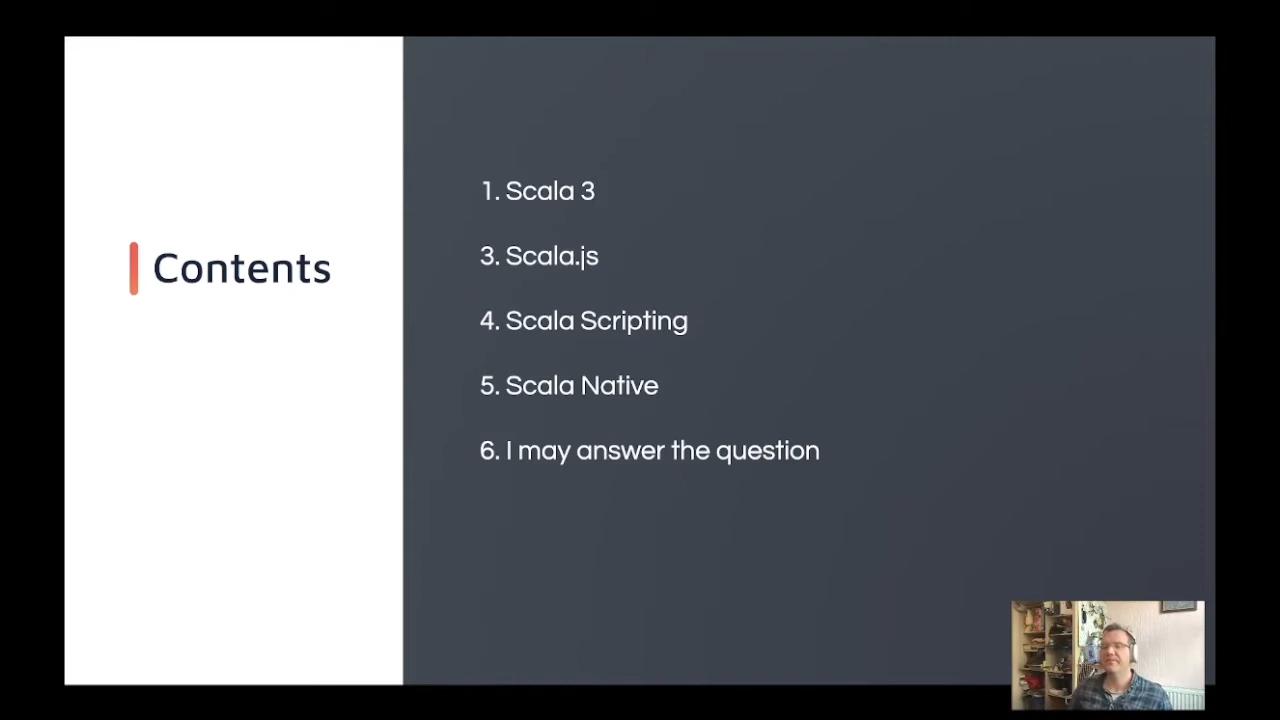 Contents
1. Scala 3
3. Scala.js
4. Scala Scripting
5. Scala Native
6. I may answer the question